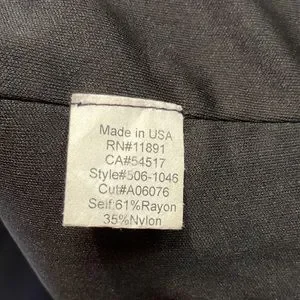 Made in USA
RN#11891
CA#54517
Style#506-1046
Cut#A06076
Self:61%Rayon
35%Nylon